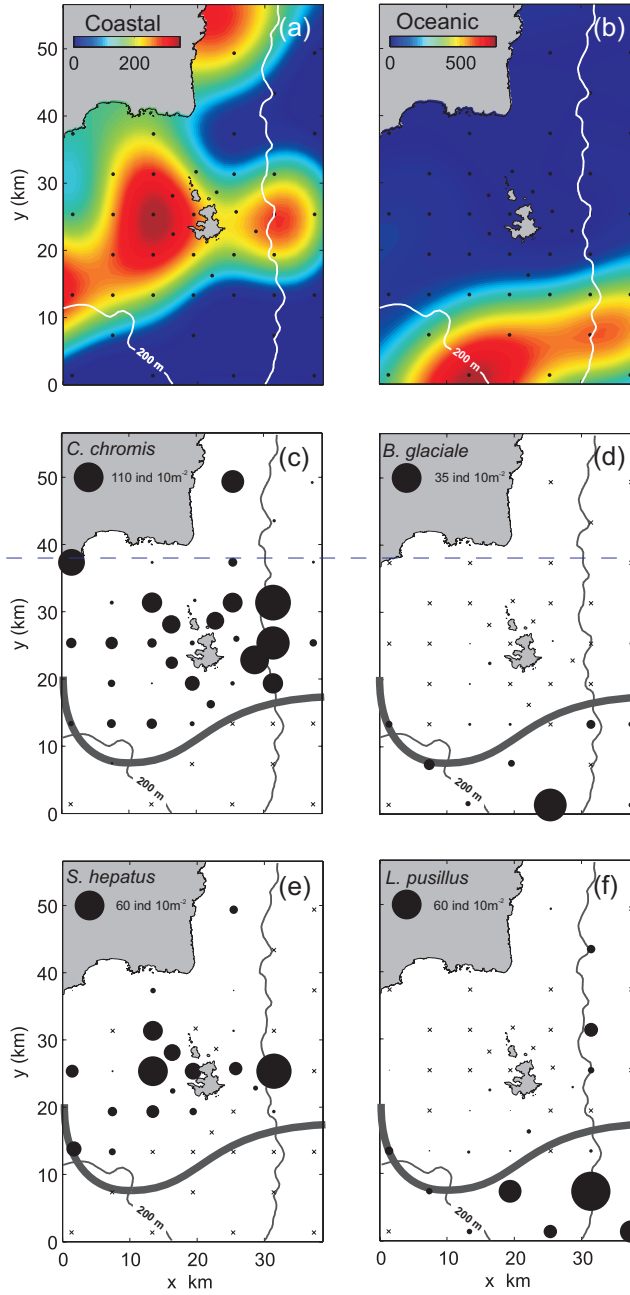 Coastal
(a)
0 200
Oceanic
(b)
0 500
y (km)
50
40
30
20
10
0
200 m
200 m
C. chromis
(c)
110 ind 10m-2
B. glaciale
(d)
35 ind 10m-2
y (km)
50
40
30
20
10
0
200 m
200 m
S. hepatus
(e)
60 ind 10m-2
L. pusillus
(f)
60 ind 10m-2
y (km)
50
40
30
20
10
0
200 m
200 m
0 10 20 30
0 10 20 30
x km
x km